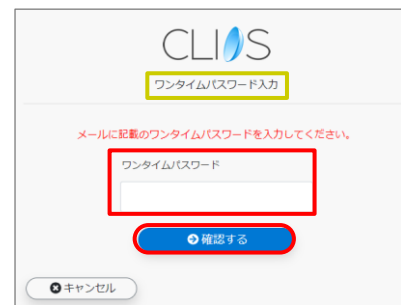 CLIOS
ワンタイムパスワード入力
メールに記載のワンタイムパスワードを入力してください。
ワンタイムパスワード
確認する
キャンセル